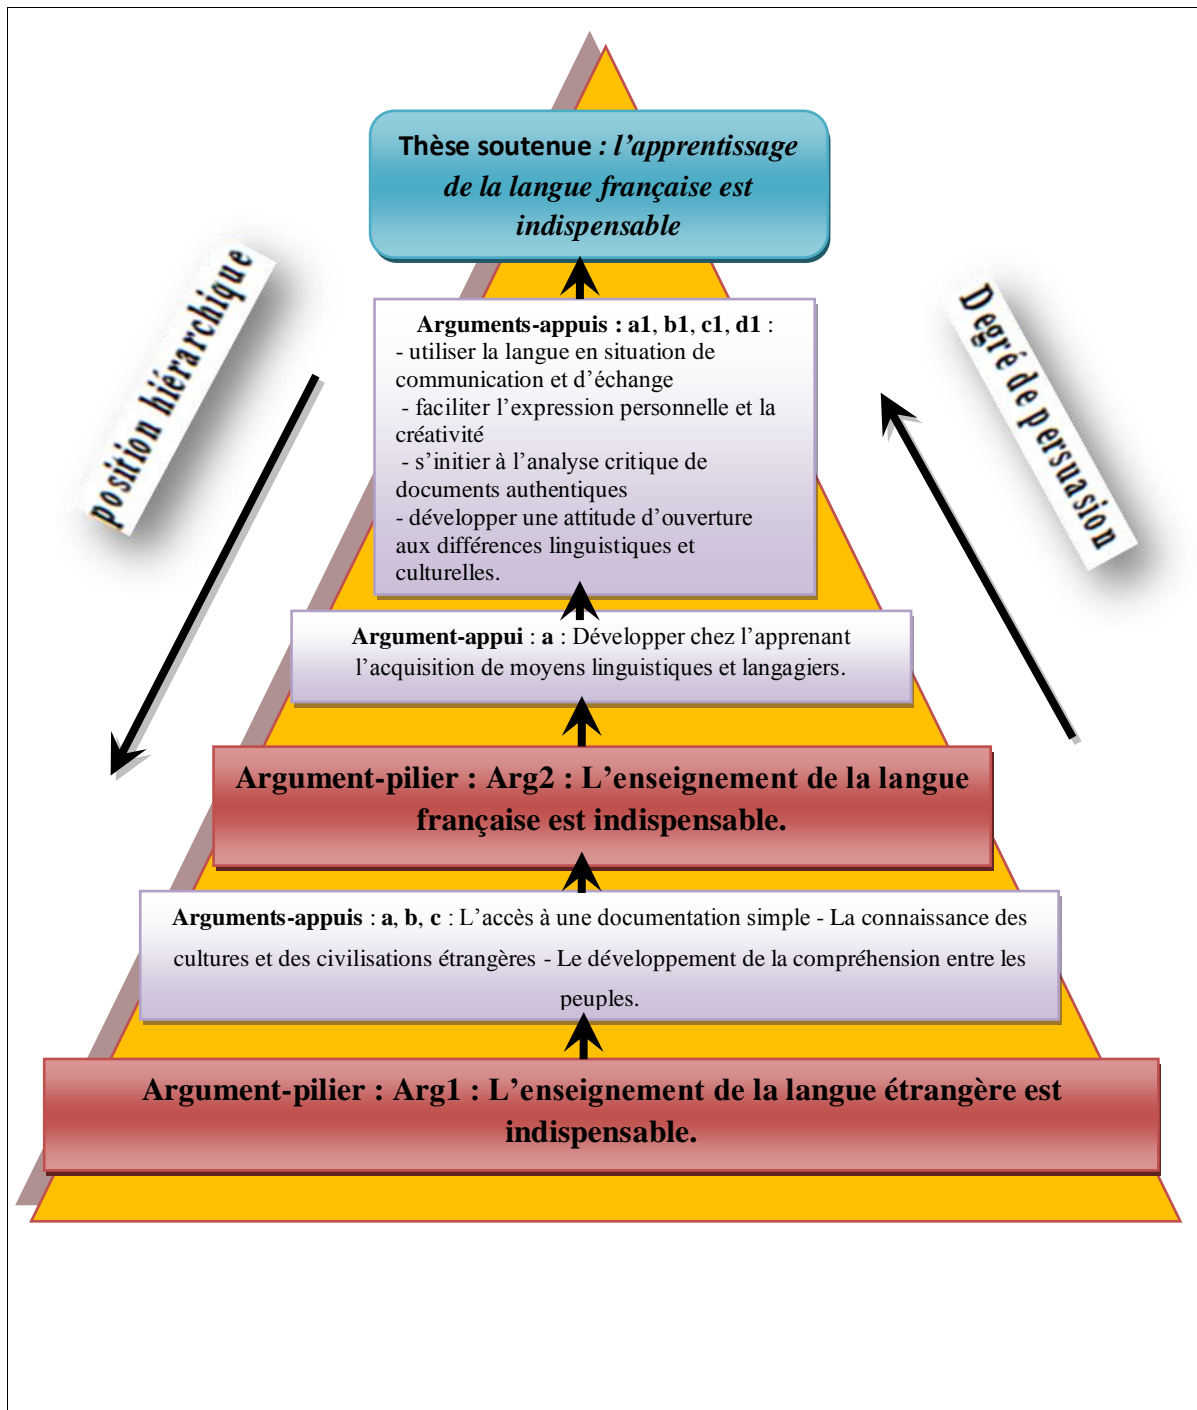 Thèse soutenue : l’apprentissage
de la langue française est
indispensable
position hiérarchique
Degré de persuasion
Arguments-appuis : a1, b1, c1, d1 :
- utiliser la langue en situation de
communication et d’échange
- faciliter l’expression personnelle et la
créativité
- s’initier à l’analyse critique de
documents authentiques
- développer une attitude d’ouverture
aux différences linguistiques et
culturelles.
Argument-appui : a : Développer chez l’apprenant
l’acquisition de moyens linguistiques et langagiers.
Argument-pilier : Arg2 : L’enseignement de la langue
française est indispensable.
Arguments-appuis : a, b, c : L’accès à une documentation simple - La connaissance des
cultures et des civilisations étrangères - Le développement de la compréhension entre les
peuples.
Argument-pilier : Arg1 : L’enseignement de la langue étrangère est
indispensable.